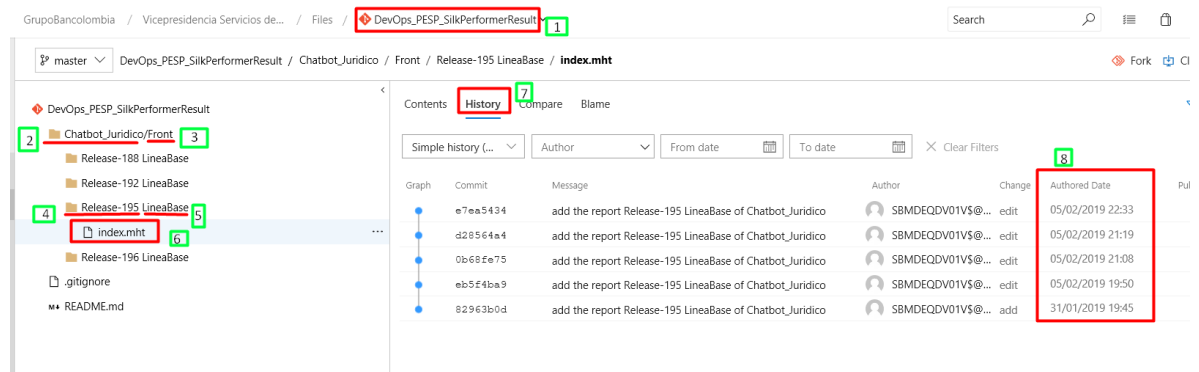 GrupoBancolombia / Vicepresidencia Servicios de... / Files / DevOps_PESP_SilkPerformerResult
1
Search
master DevOps_PESP_SilkPerformerResult / Chatbot_Juridico / Front / Release-195 LineaBase / index.mht
Fork
Cl
DevOps_PESP_SilkPerformerResult
2
Chatbot_Juridico/Front
3
Release-188 LineaBase
Release-192 LineaBase
4
Release-195 LineaBase
5
index.mht
6
Release-196 LineaBase
.gitignore
M+ README.md
Contents History Compare Blame
7
Simple history (... Author From date To date Clear Filters
8
Graph Commit Message Author Change Authored Date Pul
e7ea5434 add the report Release-195 LineaBase of Chatbot_Juridico SBMDEQDV01V$@... edit 05/02/2019 22:33
d28564a4 add the report Release-195 LineaBase of Chatbot_Juridico SBMDEQDV01V$@... edit 05/02/2019 21:19
0b68fe75 add the report Release-195 LineaBase of Chatbot_Juridico SBMDEQDV01V$@... edit 05/02/2019 21:08
eb5f4ba9 add the report Release-195 LineaBase of Chatbot_Juridico SBMDEQDV01V$@... edit 05/02/2019 19:50
82963b0d add the report Release-195 LineaBase of Chatbot_Juridico SBMDEQDV01V$@... add 31/01/2019 19:45